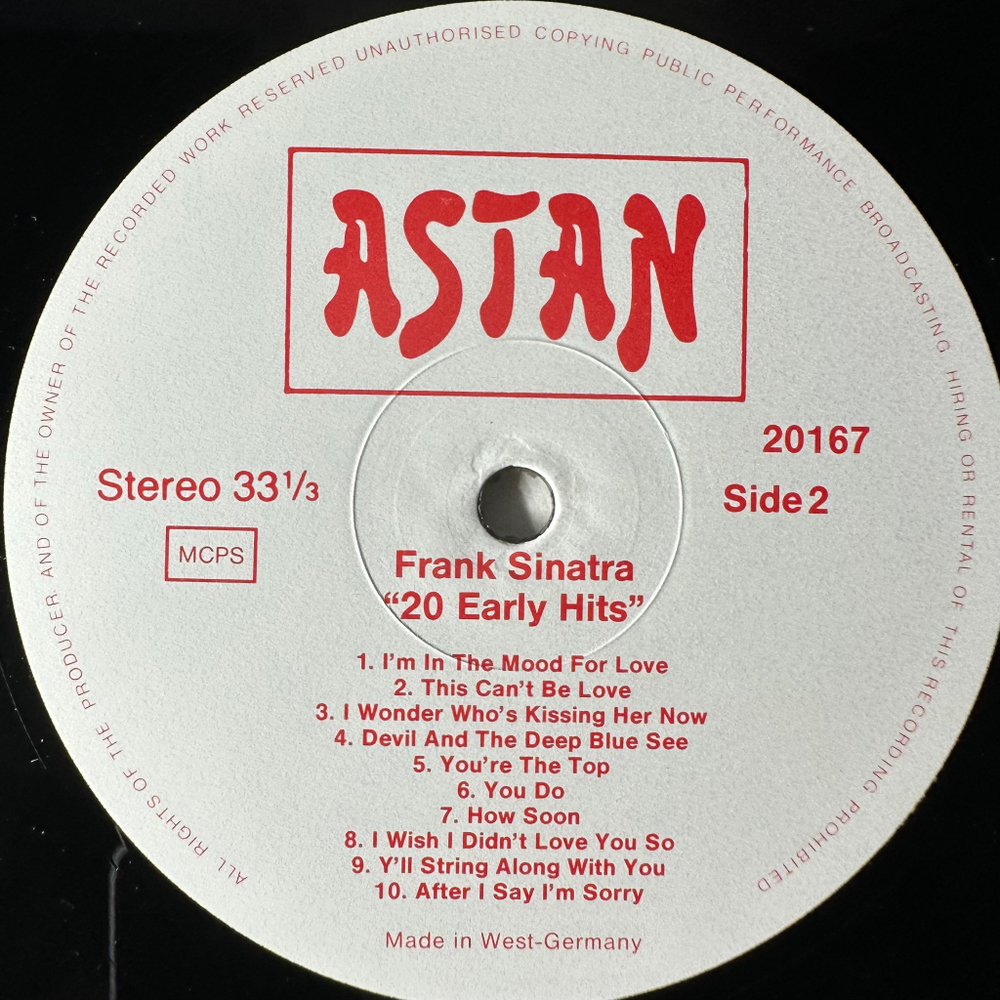 ALL RIGHTS OF THE PRODUCER AND OF THE OWNER OF THE RECORDED WORK RESERVED UNAUTHORISED COPYING PUBLIC PERFORMANCE BROADCASTING HIRING OR RENTAL OF THIS RECORDING PROHIBITED
ASTAN
20167
Stereo 33⅓
Side 2
MCPS
Frank Sinatra
“20 Early Hits”
1. I’m In The Mood For Love
2. This Can’t Be Love
3. I Wonder Who’s Kissing Her Now
4. Devil And The Deep Blue See
5. You’re The Top
6. You Do
7. How Soon
8. I Wish I Didn’t Love You So
9. Y’ll String Along With You
10. After I Say I’m Sorry
Made in West-Germany